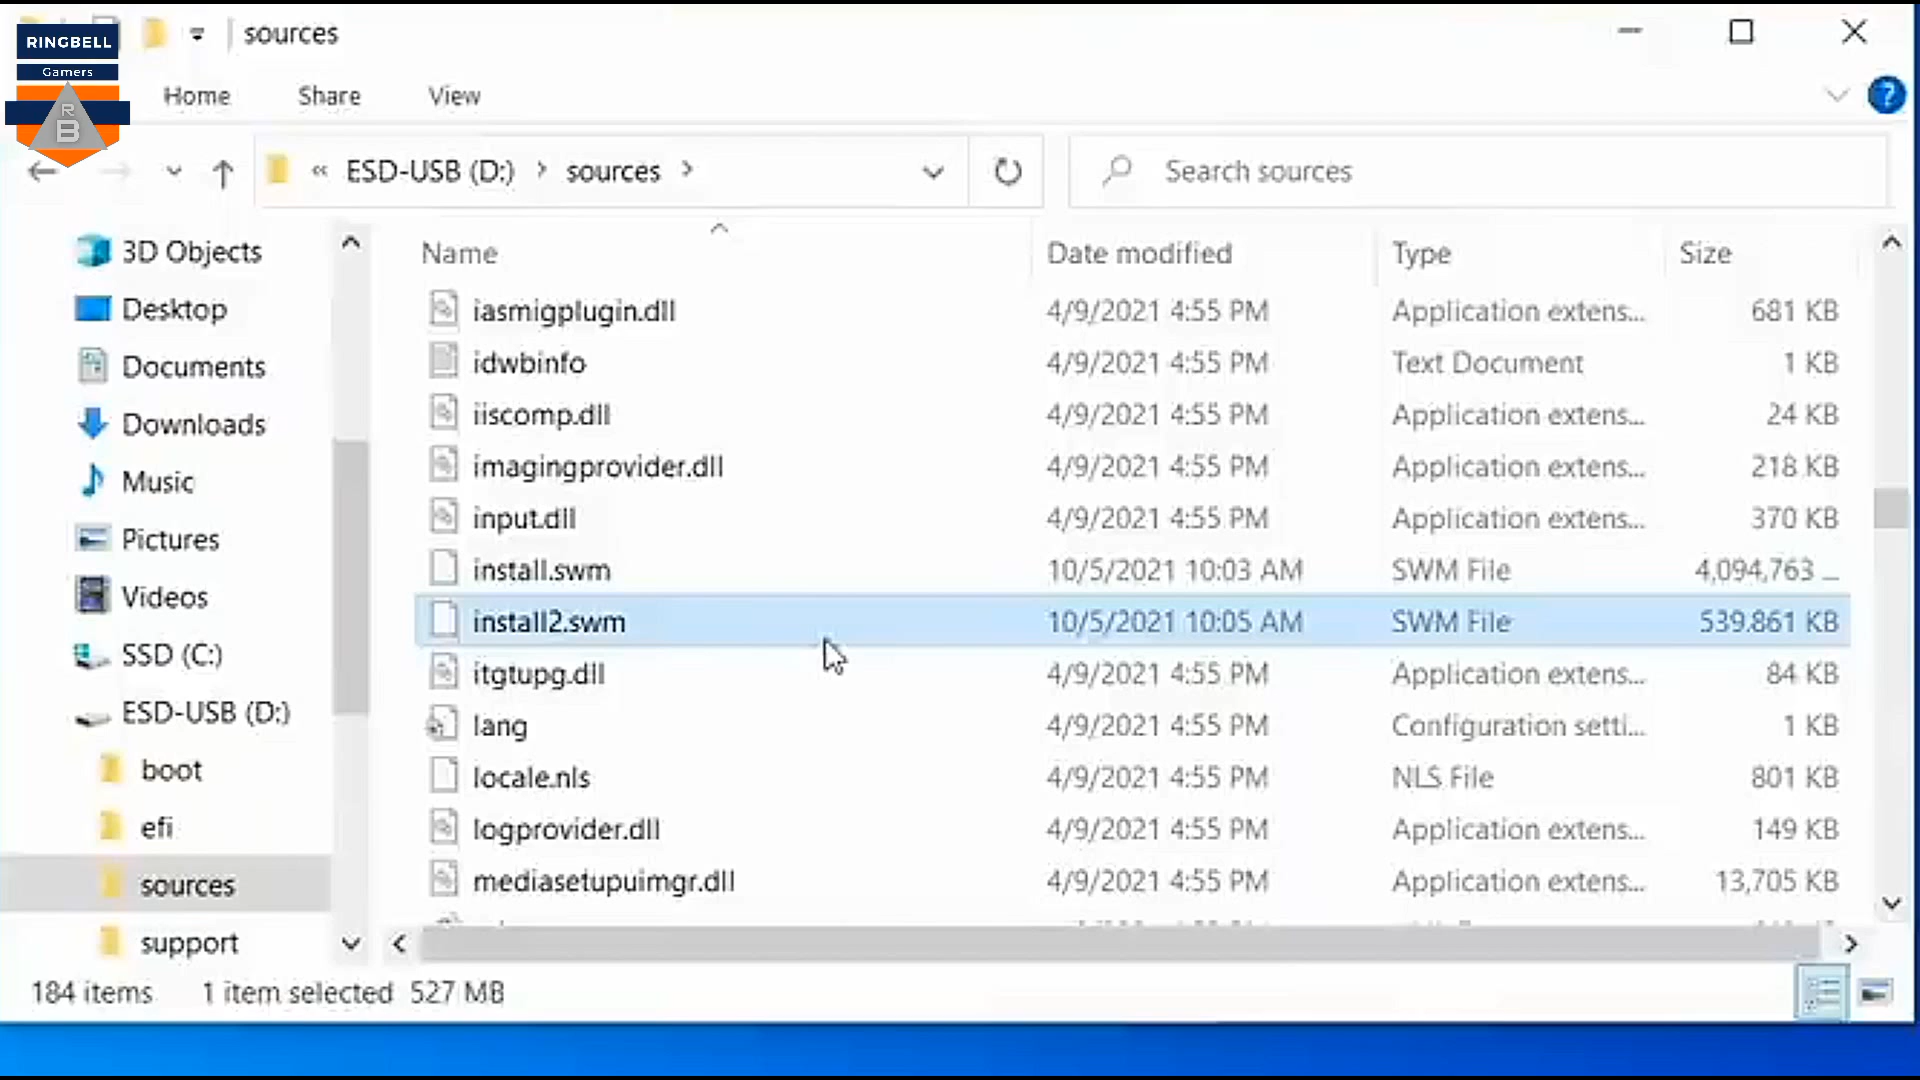 RINGBELL
Gamers
R
B
sources
Home Share View
?
« ESD-USB (D:) > sources > Search sources
3D Objects
Desktop
Documents
Downloads
Music
Pictures
Videos
SSD (C:)
ESD-USB (D:)
boot
efi
sources
support
Name Date modified Type Size
iasmigplugin.dll 4/9/2021 4:55 PM Application extens... 681 KB
idwbinfo 4/9/2021 4:55 PM Text Document 1 KB
iiscomp.dll 4/9/2021 4:55 PM Application extens... 24 KB
imagingprovider.dll 4/9/2021 4:55 PM Application extens... 218 KB
input.dll 4/9/2021 4:55 PM Application extens... 370 KB
install.swm 10/5/2021 10:03 AM SWM File 4,094,763 ...
install2.swm 10/5/2021 10:05 AM SWM File 539,861 KB
itgtupg.dll 4/9/2021 4:55 PM Application extens... 84 KB
lang 4/9/2021 4:55 PM Configuration setti... 1 KB
locale.nls 4/9/2021 4:55 PM NLS File 801 KB
logprovider.dll 4/9/2021 4:55 PM Application extens... 149 KB
mediasetupuimgr.dll 4/9/2021 4:55 PM Application extens... 13,705 KB
184 items 1 item selected 527 MB